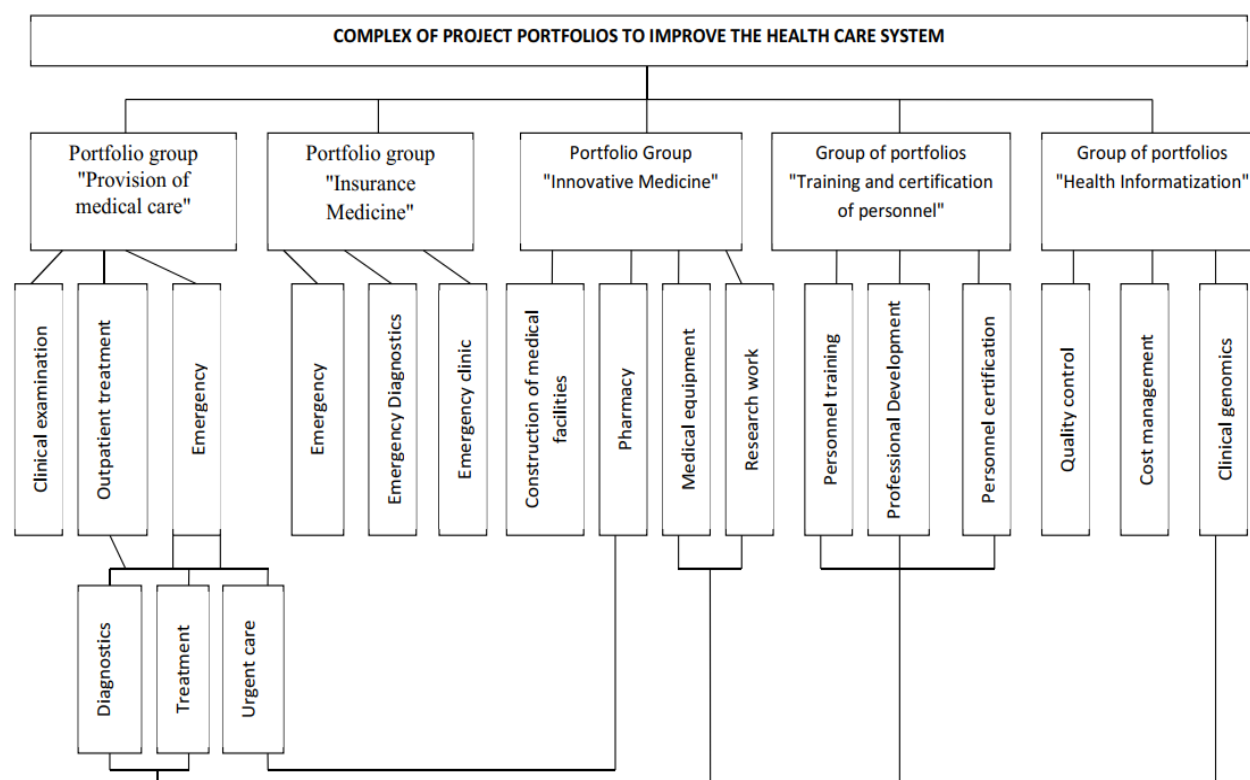 COMPLEX OF PROJECT PORTFOLIOS TO IMPROVE THE HEALTH CARE SYSTEM
Portfolio group
"Provision of
medical care"
Portfolio group
"Insurance
Medicine"
Portfolio Group
"Innovative Medicine"
Group of portfolios
"Training and certification
of personnel"
Group of portfolios
"Health Informatization"
Clinical examination
Outpatient treatment
Emergency
Emergency
Emergency Diagnostics
Emergency clinic
Construction of medical
facilities
Pharmacy
Medical equipment
Research work
Personnel training
Professional Development
Personnel certification
Quality control
Cost management
Clinical genomics
Diagnostics
Treatment
Urgent care